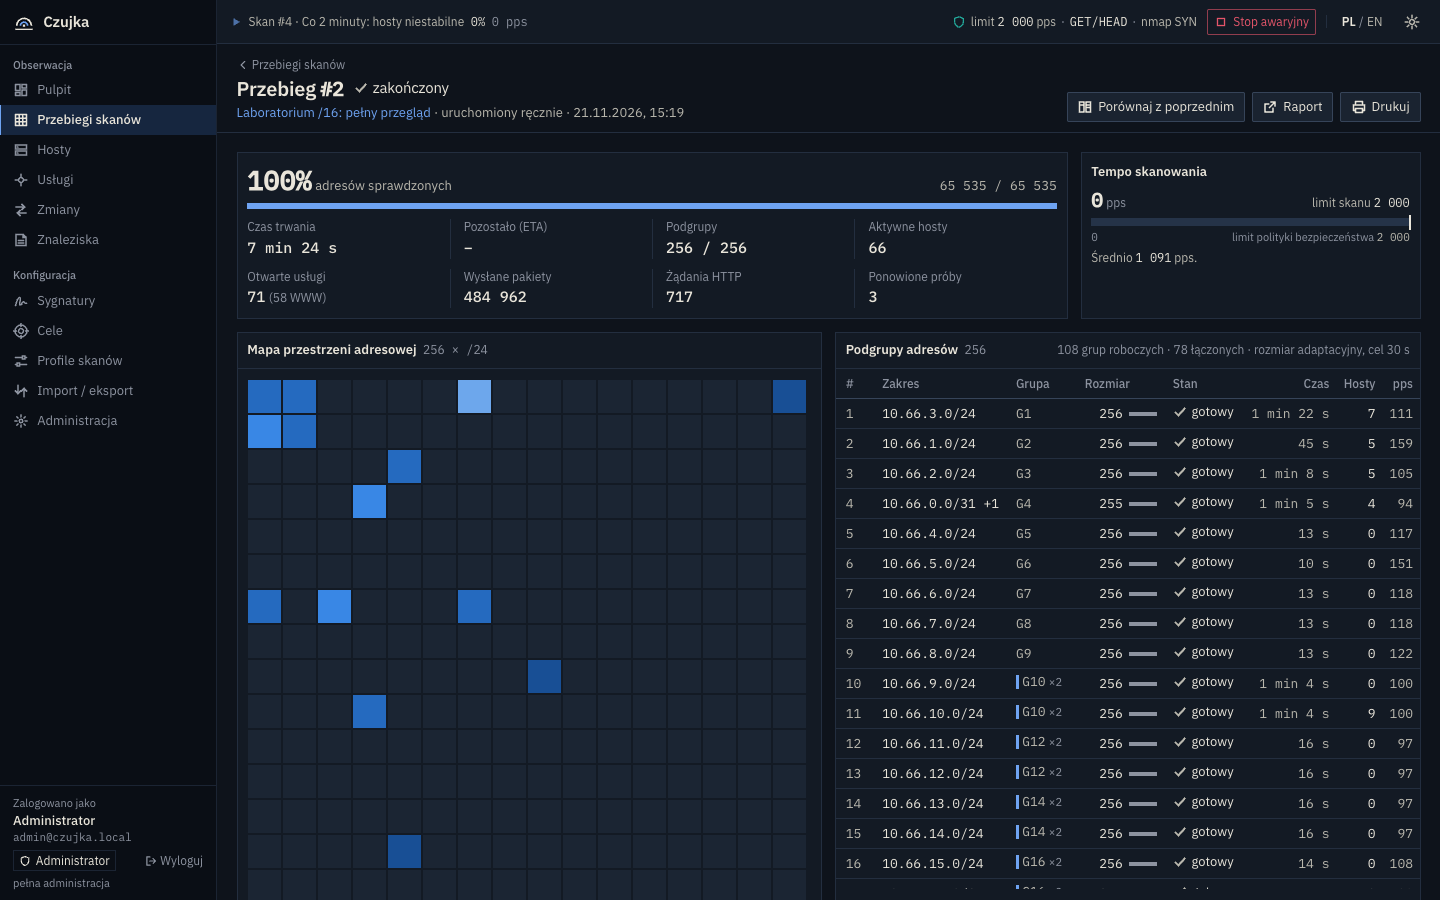 Czujka
Skan #4 · Co 2 minuty: hosty niestabilne 0% 0 pps
limit 2 000 pps · GET/HEAD · nmap SYN
Stop awaryjny
PL / EN
Obserwacja
Pulpit
Przebiegi skanów
Hosty
Usługi
Zmiany
Znaleziska
Konfiguracja
Sygnatury
Cele
Profile skanów
Import / eksport
Administracja
Zalogowano jako
Administrator
admin@czujka.local
Administrator
Wyloguj
pełna administracja
Przebiegi skanów
Przebieg #2 zakończony
Laboratorium /16: pełny przegląd · uruchomiony ręcznie · 21.11.2026, 15:19
Porównaj z poprzednim
Raport
Drukuj
100% adresów sprawdzonych
65 535 / 65 535
Czas trwania
7 min 24 s
Pozostało (ETA)
–
Podgrupy
256 / 256
Aktywne hosty
66
Otwarte usługi
71 (58 WWW)
Wysłane pakiety
484 962
Żądania HTTP
717
Ponowione próby
3
Tempo skanowania
0 pps
limit skanu 2 000
0
limit polityki bezpieczeństwa 2 000
Średnio 1 091 pps.
Mapa przestrzeni adresowej 256 × /24
Podgrupy adresów 256
108 grup roboczych · 78 łączonych · rozmiar adaptacyjny, cel 30 s
# Zakres Grupa Rozmiar Stan Czas Hosty pps
1 10.66.3.0/24 G1 256 gotowy 1 min 22 s 7 111
2 10.66.1.0/24 G2 256 gotowy 45 s 5 159
3 10.66.2.0/24 G3 256 gotowy 1 min 8 s 5 105
4 10.66.0.0/31 +1 G4 255 gotowy 1 min 5 s 4 94
5 10.66.4.0/24 G5 256 gotowy 13 s 0 117
6 10.66.5.0/24 G6 256 gotowy 10 s 0 151
7 10.66.6.0/24 G7 256 gotowy 13 s 0 118
8 10.66.7.0/24 G8 256 gotowy 13 s 0 118
9 10.66.8.0/24 G9 256 gotowy 13 s 0 122
10 10.66.9.0/24 G10 ×2 256 gotowy 1 min 4 s 0 100
11 10.66.10.0/24 G10 ×2 256 gotowy 1 min 4 s 9 100
12 10.66.11.0/24 G12 ×2 256 gotowy 16 s 0 97
13 10.66.12.0/24 G12 ×2 256 gotowy 16 s 0 97
14 10.66.13.0/24 G14 ×2 256 gotowy 16 s 0 97
15 10.66.14.0/24 G14 ×2 256 gotowy 16 s 0 97
16 10.66.15.0/24 G16 ×2 256 gotowy 14 s 0 108